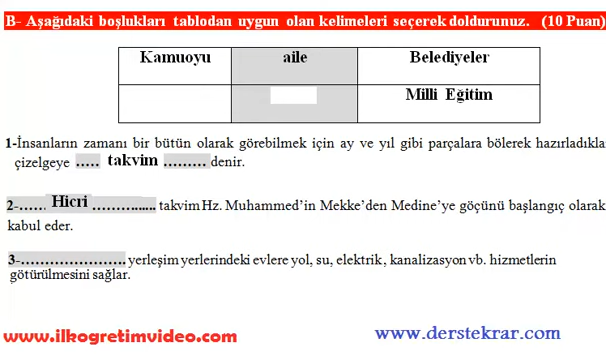 B- Aşağıdaki boşlukları tablodan uygun olan kelimeleri seçerek doldurunuz. (10 Puan)
Kamuoyu aile Belediyeler
Milli Eğitim
1-İnsanların zamanı bir bütün olarak görebilmek için ay ve yıl gibi parçalara bölerek hazırladıkla
çizelgeye ..... takvim ......... denir.
2-...... Hicri .............. takvim Hz. Muhammed'in Mekke'den Medine'ye göçünü başlangıç olarak
kabul eder.
3-........................ yerleşim yerlerindeki evlere yol, su, elektrik, kanalizasyon vb. hizmetlerin
götürülmesini sağlar.
www.ilkogretimvideo.com www.derstekrar.com